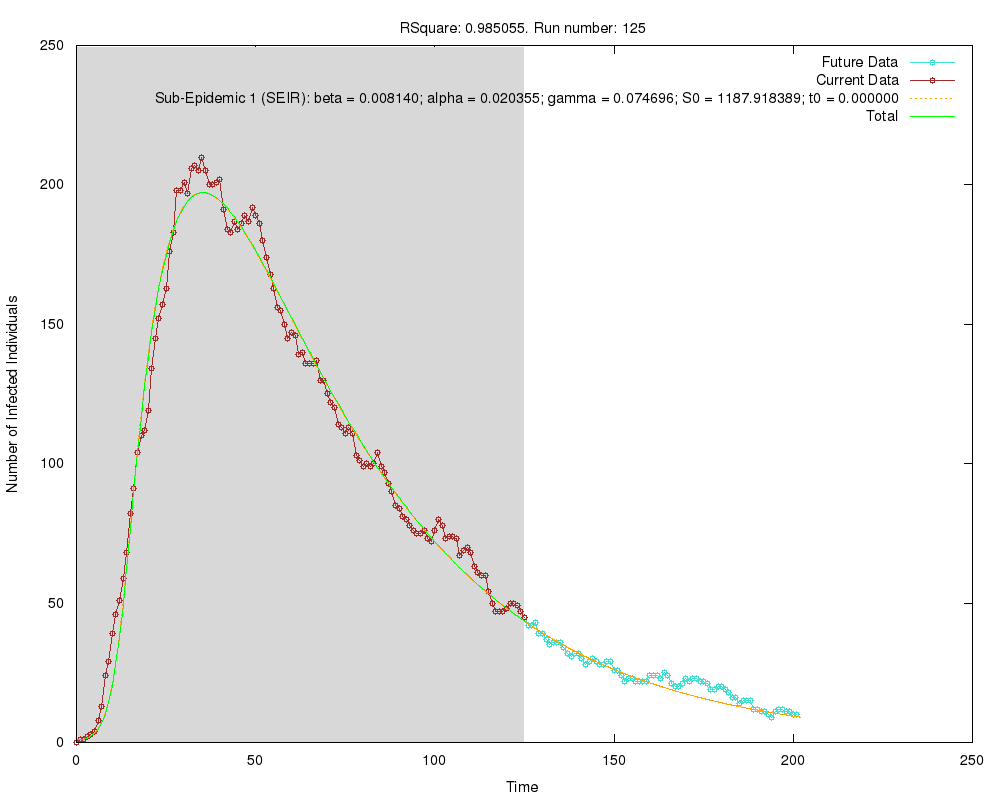 RSquare: 0.985055. Run number: 125
250
Future Data
Current Data
Sub-Epidemic 1 (SEIR): beta = 0.008140; alpha = 0.020355; gamma = 0.074696; S0 = 1187.918389; t0 = 0.000000
Total
200
150
100
50
0
Number of Infected Individuals
0 50 100 150 200 250
Time